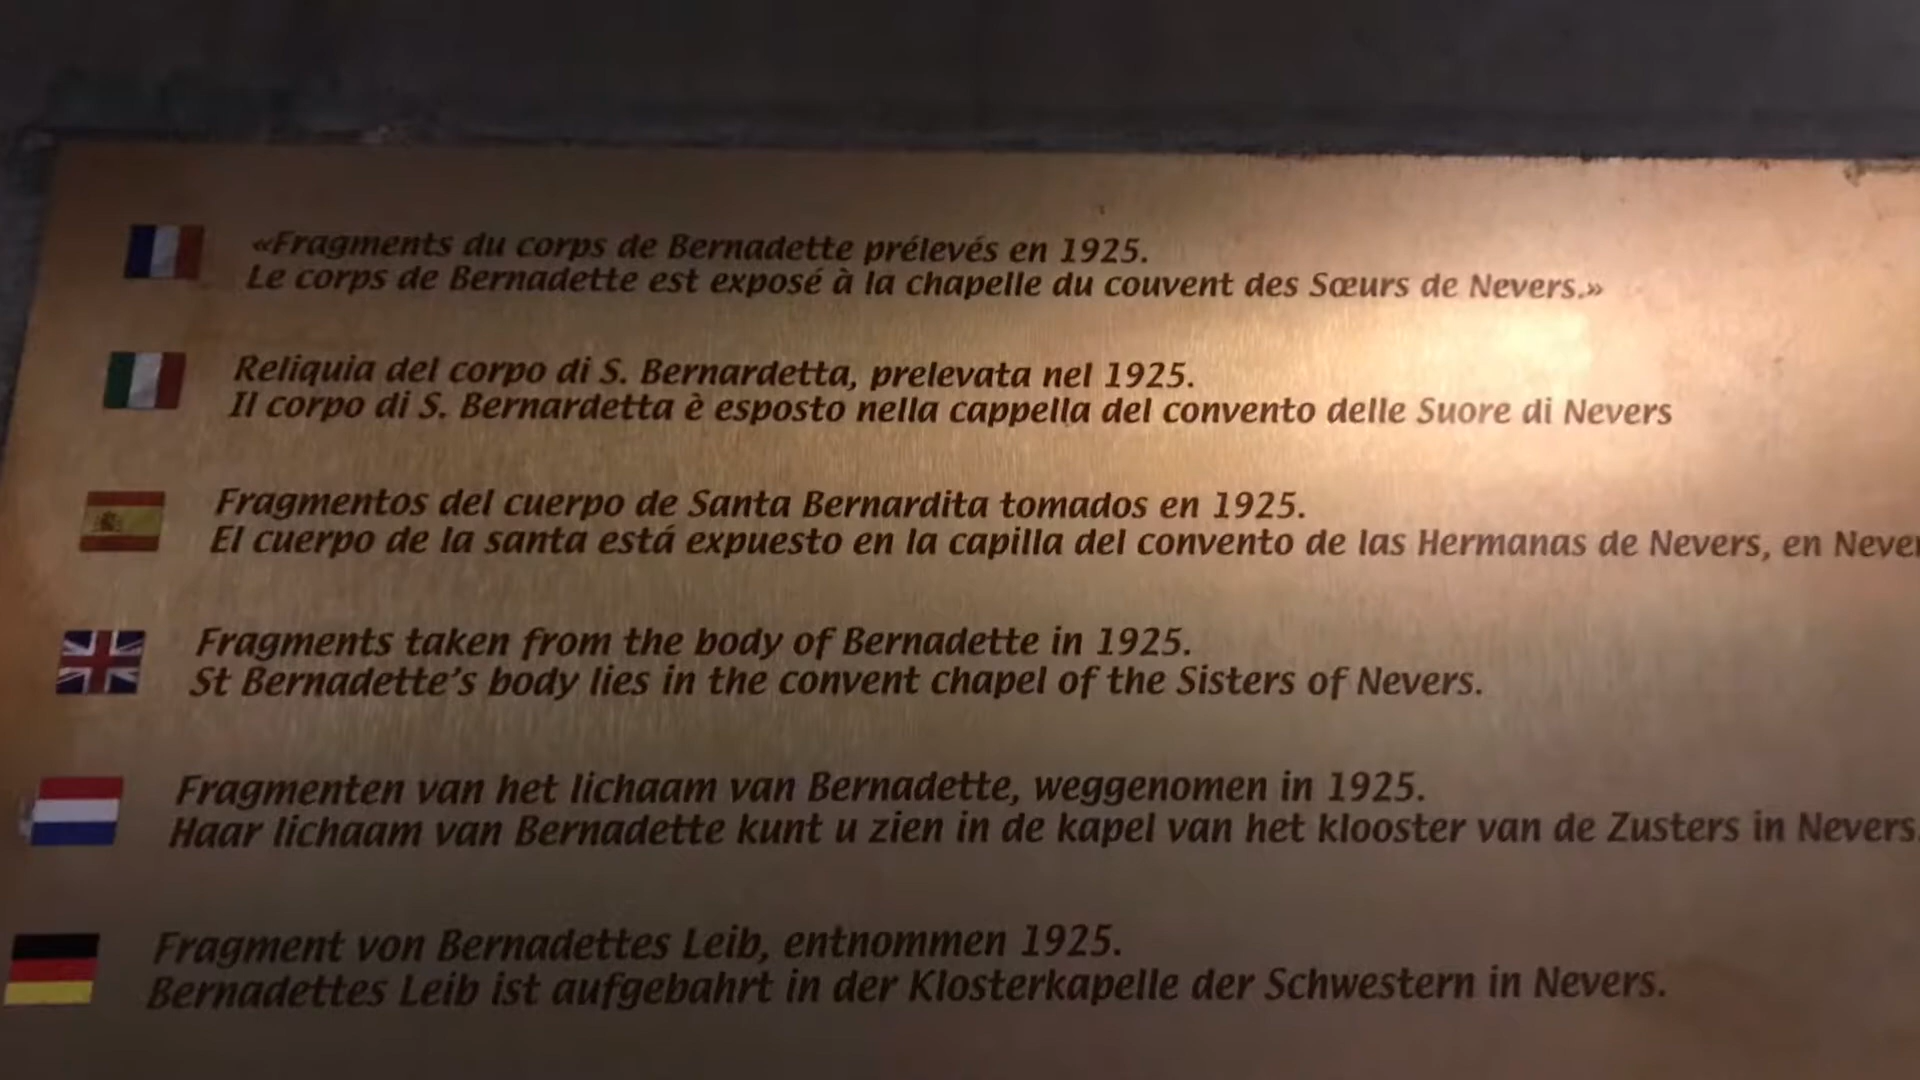 «Fragments du corps de Bernadette prélevés en 1925.
Le corps de Bernadette est exposé à la chapelle du couvent des Sœurs de Nevers.»
Reliquia del corpo di S. Bernardetta, prelevata nel 1925.
Il corpo di S. Bernardetta è esposto nella cappella del convento delle Suore di Nevers
Fragmentos del cuerpo de Santa Bernardita tomados en 1925.
El cuerpo de la santa está expuesto en la capilla del convento de las Hermanas de Nevers, en
Fragments taken from the body of Bernadette in 1925.
St Bernadette's body lies in the convent chapel of the Sisters of Nevers.
Fragmenten van het lichaam van Bernadette, weggenomen in 1925.
Haar lichaam van Bernadette kunt u zien in de kapel van het klooster van de Zusters in Nevers.
Fragment von Bernadettes Leib, entnommen 1925.
Bernadettes Leib ist aufgebahrt in der Klosterkapelle der Schwestern in Nevers.